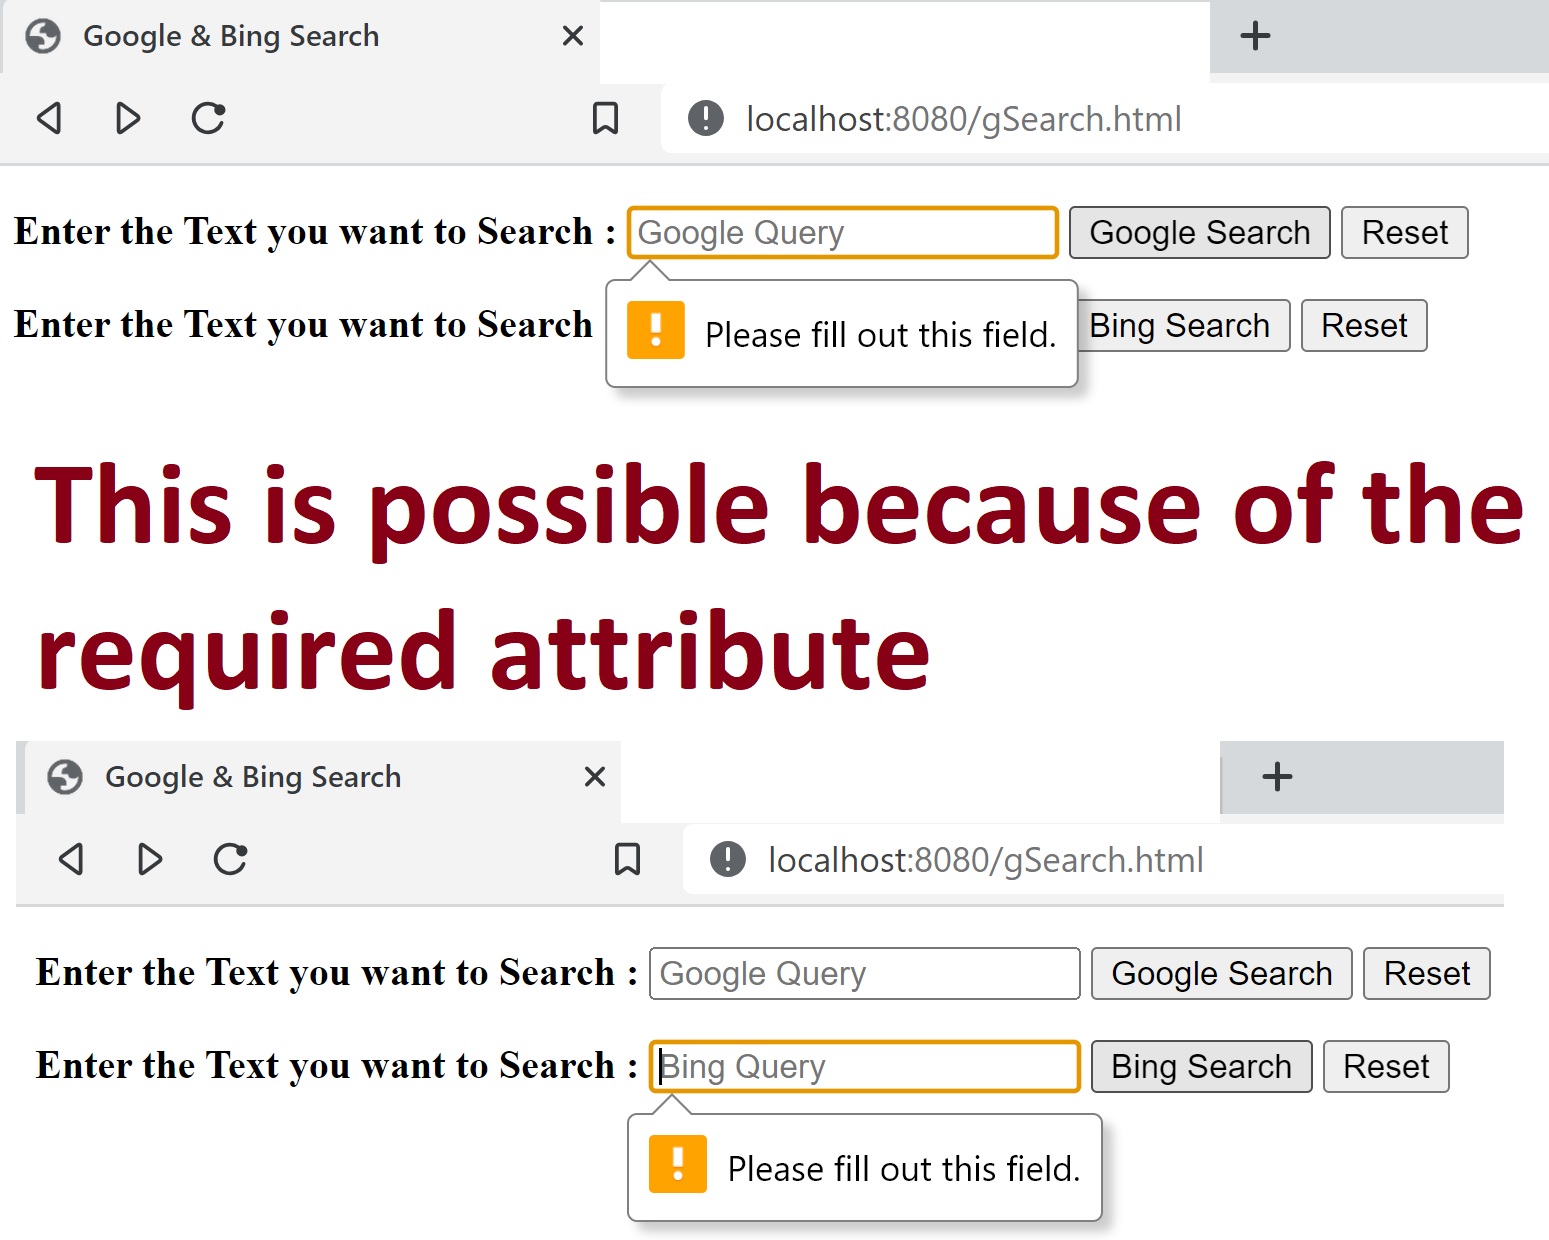 Google & Bing Search
localhost:8080/gSearch.html
Enter the Text you want to Search : Google Query Google Search Reset
Enter the Text you want to Search Bing Search Reset
Please fill out this field.
This is possible because of the
required attribute
Google & Bing Search
localhost:8080/gSearch.html
Enter the Text you want to Search : Google Query Google Search Reset
Enter the Text you want to Search : Bing Query Bing Search Reset
Please fill out this field.